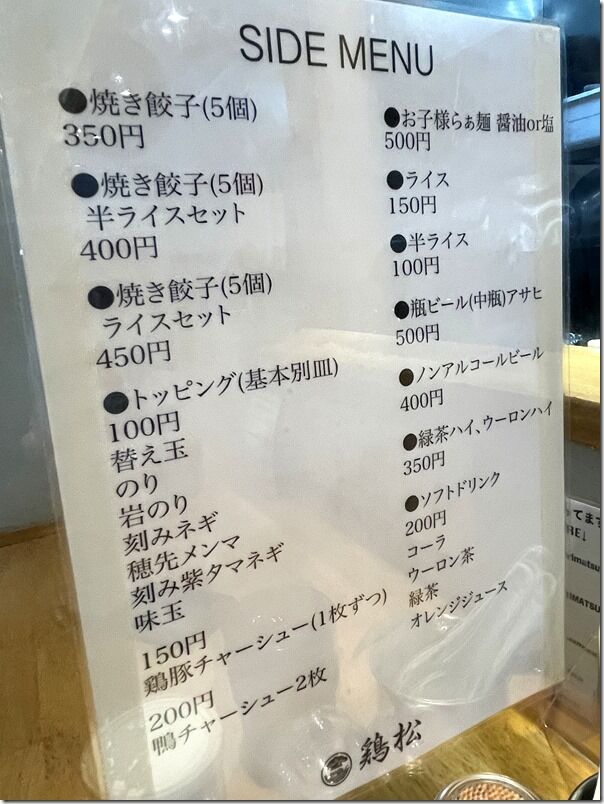 SIDE MENU
●焼き餃子(5個)
350円
●焼き餃子(5個)
半ライスセット
400円
●焼き餃子(5個)
ライスセット
450円
●トッピング(基本別皿)
100円
替え玉
のり
岩のり
刻みネギ
穂先メンマ
刻み紫タマネギ
味玉
150円
鶏豚チャーシュー(1枚ずつ)
200円
鴨チャーシュー2枚
●お子様らぁ麺 醤油or塩
500円
●ライス
150円
●半ライス
100円
●瓶ビール(中瓶)アサヒ
500円
●ノンアルコールビール
400円
●緑茶ハイ、ウーロンハイ
350円
●ソフトドリンク
200円
コーラ
ウーロン茶
緑茶
オレンジジュース
鶏松